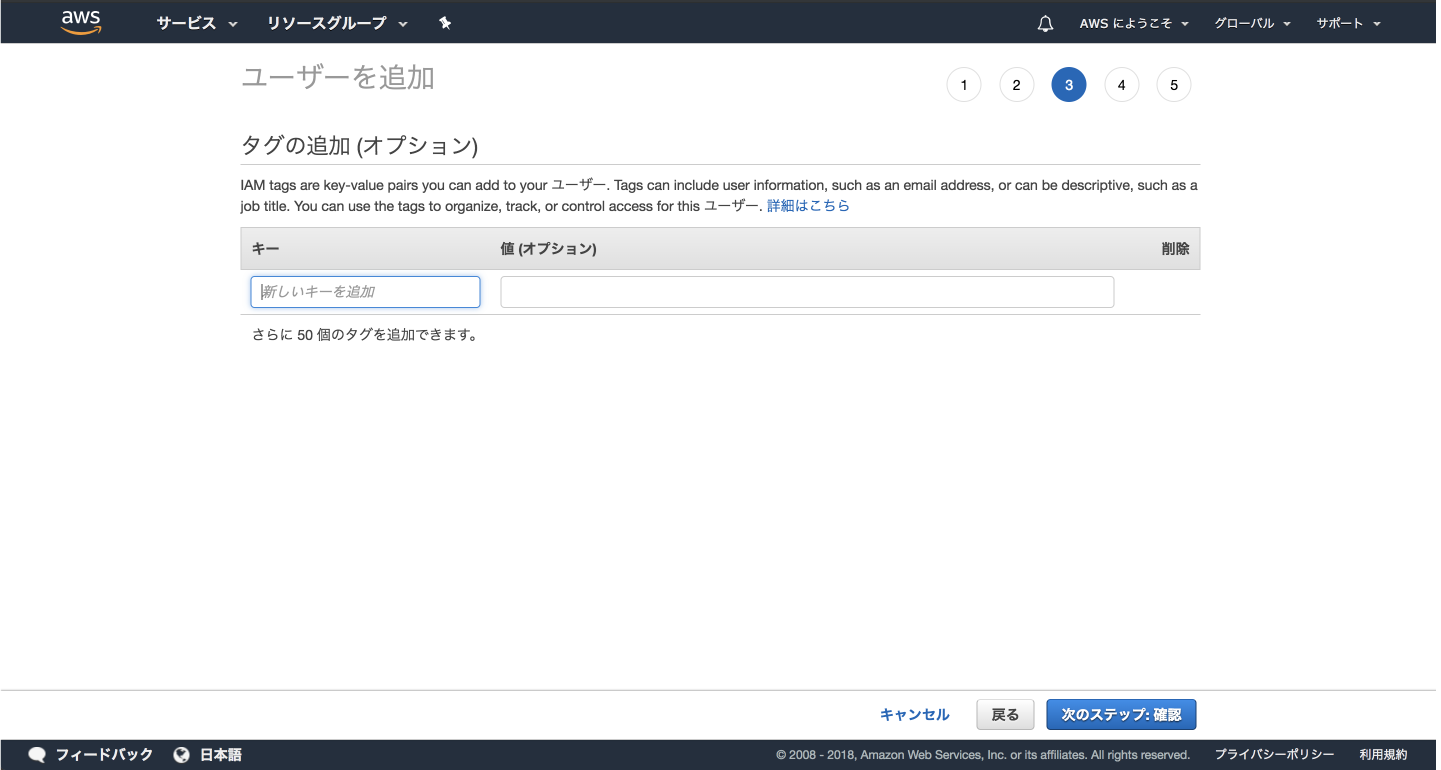 aws サービス リソースグループ AWS にようこそ グローバル サポート
ユーザーを追加 1 2 3 4 5
タグの追加 (オプション)
IAM tags are key-value pairs you can add to your ユーザー. Tags can include user information, such as an email address, or can be descriptive, such as a
job title. You can use the tags to organize, track, or control access for this ユーザー. 詳細はこちら
キー 値 (オプション) 削除
新しいキーを追加
さらに 50 個のタグを追加できます。
キャンセル 戻る 次のステップ: 確認
フィードバック 日本語 © 2008 - 2018, Amazon Web Services, Inc. or its affiliates. All rights reserved. プライバシーポリシー 利用規約